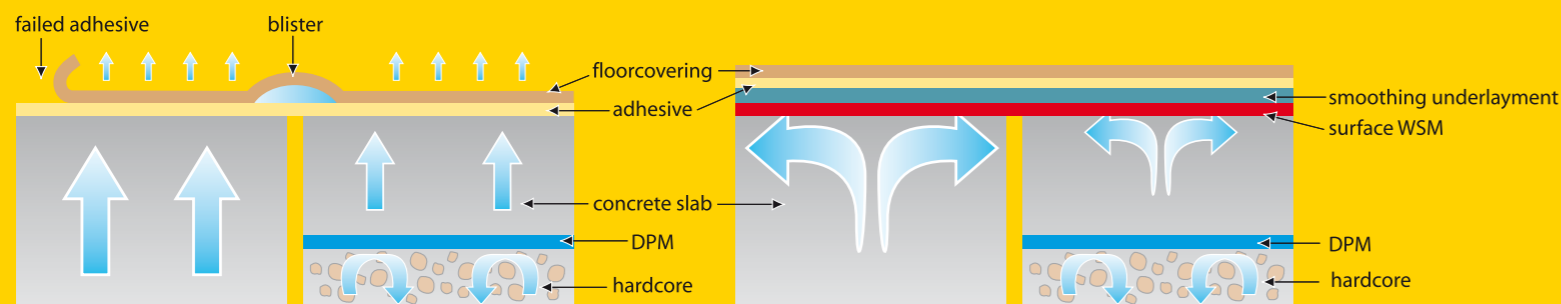 failed adhesive
blister
floorcovering
adhesive
smoothing underlayment
surface WSM
concrete slab
DPM
DPM
hardcore
hardcore